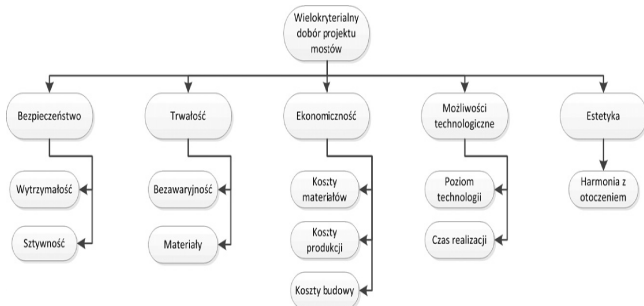 Wielokryterialny
dobór projektu
mostów
Bezpieczeństwo
Trwałość
Ekonomiczność
Możliwości
technologiczne
Estetyka
Wytrzymałość
Bezawaryjność
Koszty
materiałów
Poziom
technologii
Harmonia z
otoczeniem
Sztywność
Materiały
Koszty
produkcji
Czas realizacji
Koszty budowy